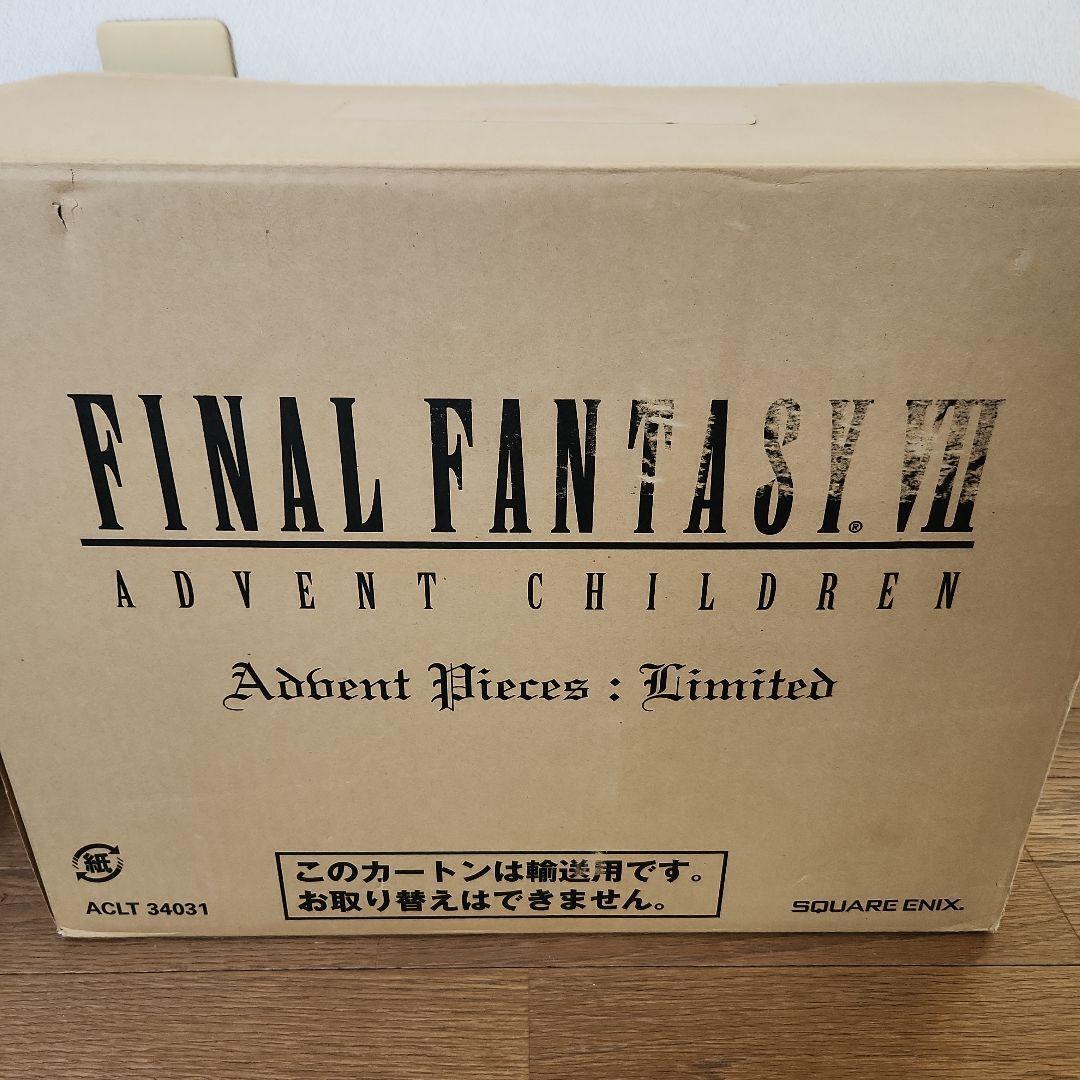 FINAL FANTASY® VII
ADVENT CHILDREN
Advent Pieces : Limited
紙
ACLT 34031
このカートンは輸送用です。
お取り替えはできません。
SQUARE ENIX.